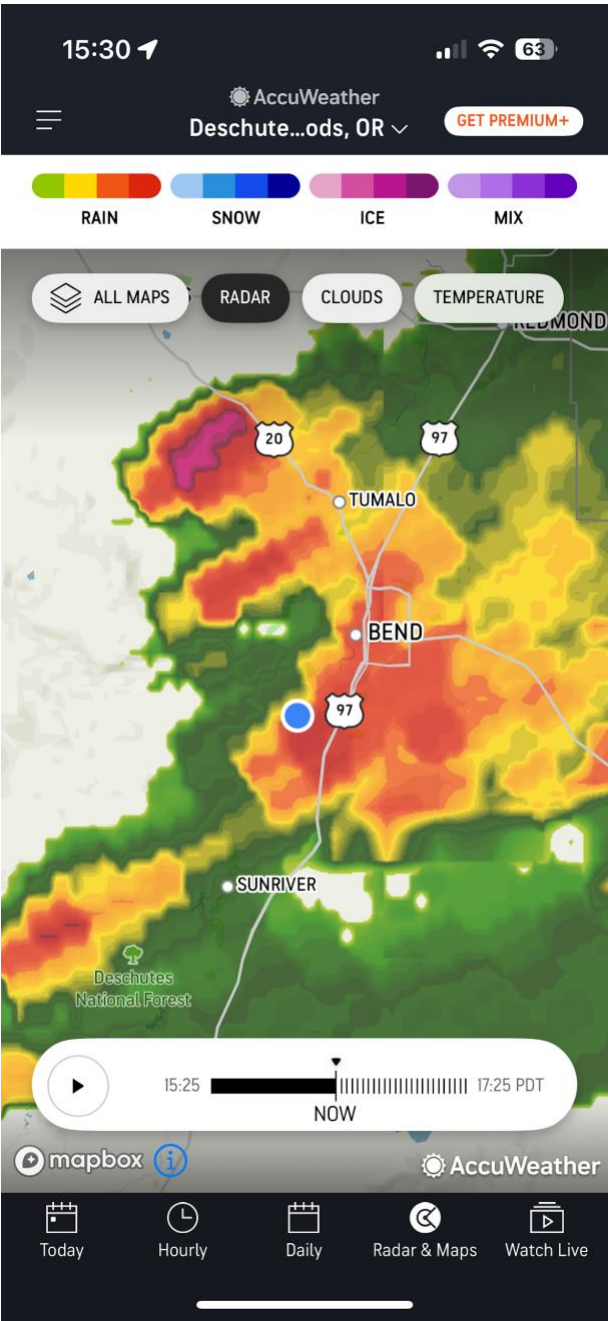 15:30
63
AccuWeather
Deschute...ods, OR
GET PREMIUM+
RAIN
SNOW
ICE
MIX
ALL MAPS
RADAR
CLOUDS
TEMPERATURE
REDMOND
20
97
TUMALO
BEND
97
SUNRIVER
Deschutes
National Forest
15:25
17:25 PDT
NOW
mapbox
AccuWeather
Today
Hourly
Daily
Radar & Maps
Watch Live